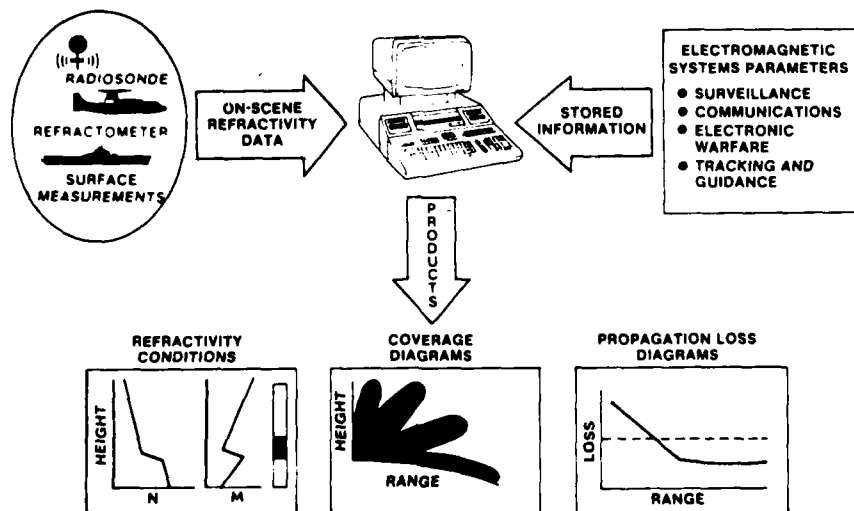 RADIOSONDE
REFRACTOMETER
SURFACE
MEASUREMENTS
ON-SCENE
REFRACTIVITY
DATA
STORED
INFORMATION
ELECTROMAGNETIC
SYSTEMS PARAMETERS
● SURVEILLANCE
● COMMUNICATIONS
● ELECTRONIC
WARFARE
● TRACKING AND
GUIDANCE
PRODUCTS
REFRACTIVITY
CONDITIONS
HEIGHT
N
M
COVERAGE
DIAGRAMS
HEIGHT
RANGE
PROPAGATION LOSS
DIAGRAMS
LOSS
RANGE